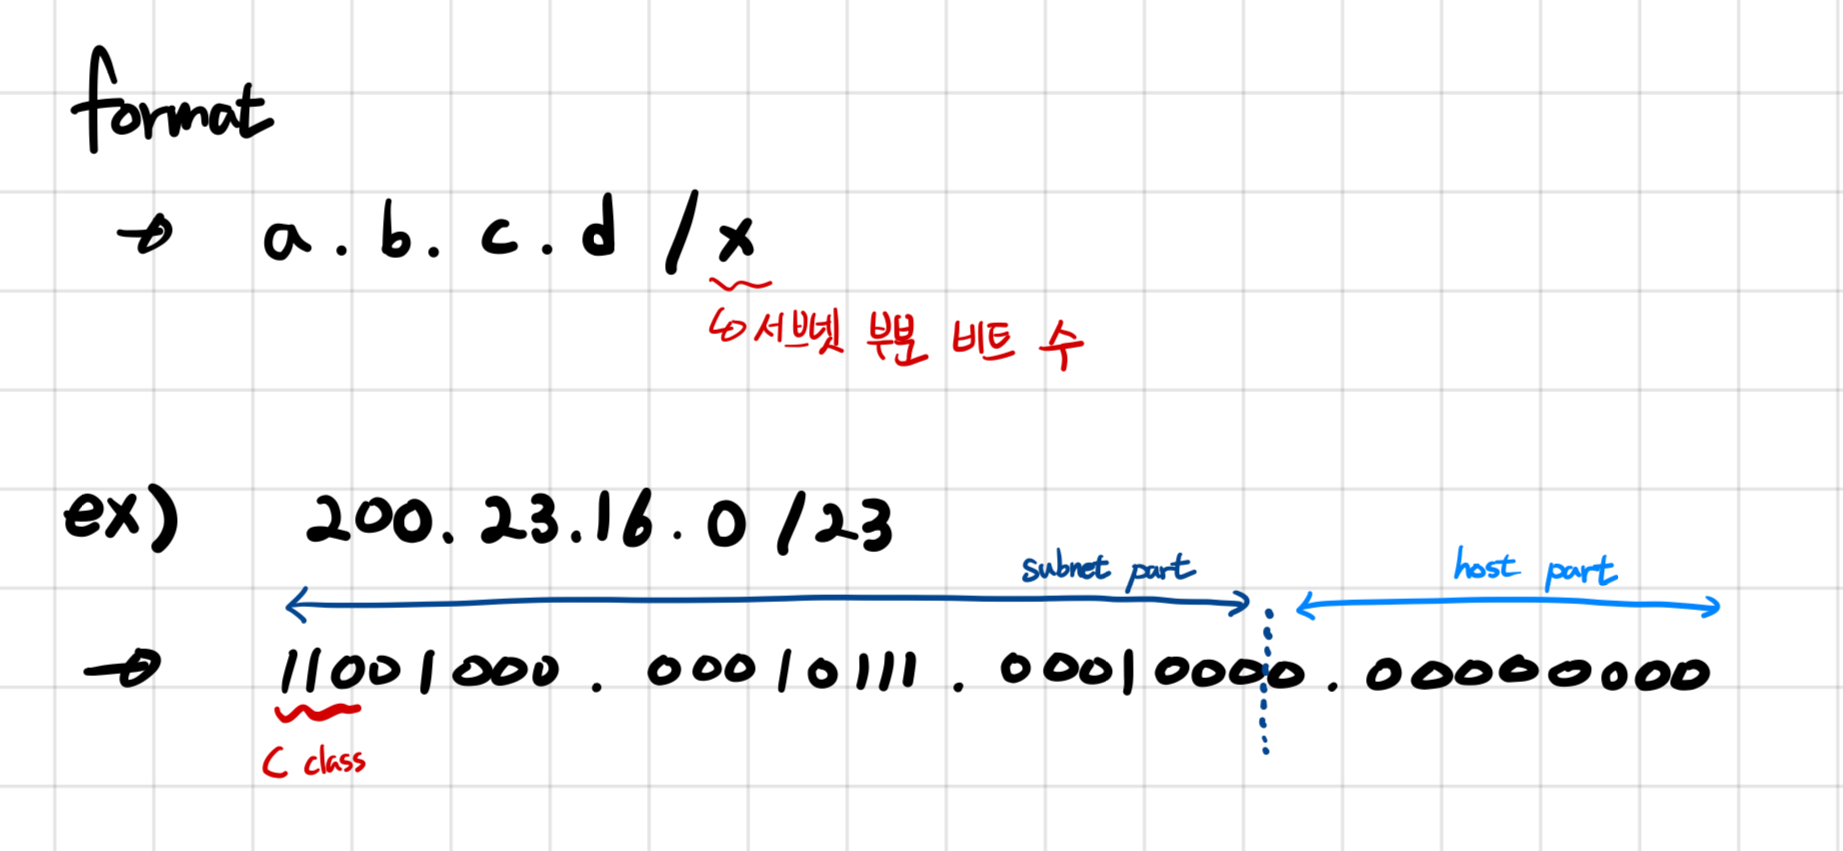 format
→ a.b.c.d/x
↳ 서브넷 부분 비트 수
ex) 200.23.16.0/23
subnet part host part
→ 11001000.00010111.00010000.00000000
C class